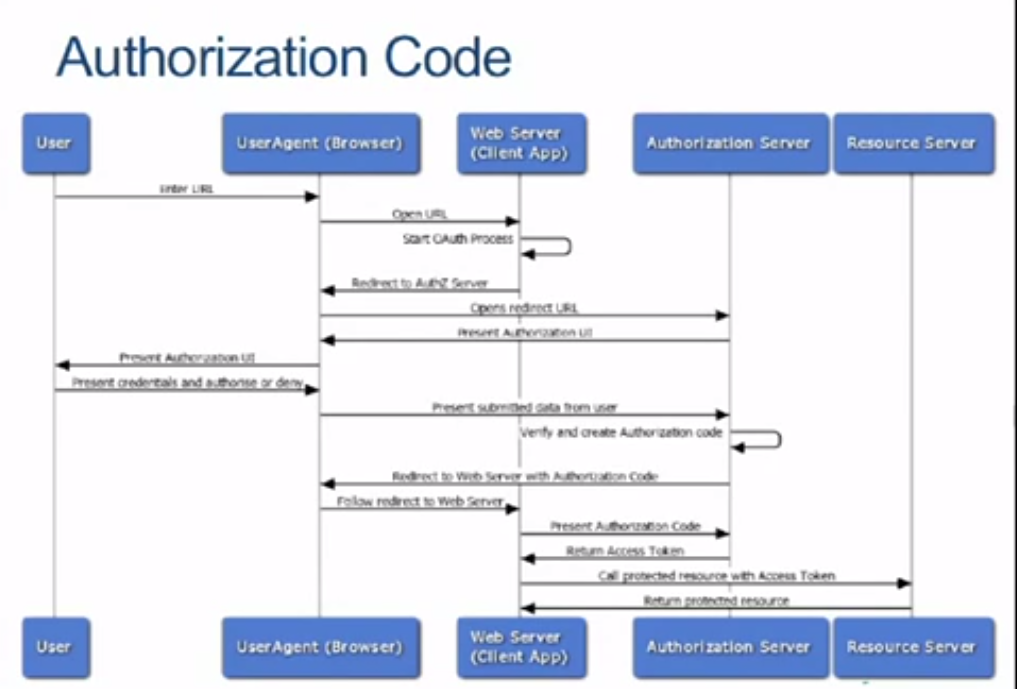 Authorization Code
User
UserAgent (Browser)
Web Server
(Client App)
Authorization Server
Resource Server
Enter URL
Open URL
Start OAuth Process
Redirect to AuthZ Server
Opens redirect URL
Present Authorization UI
Present Authorization UI
Present credentials and authorise or deny
Present submitted data from user
Verify and create Authorization code
Redirect to Web Server with Authorization Code
Follow redirect to Web Server
Present Authorization Code
Return Access Token
Call protected resource with Access Token
Return protected resource
User
UserAgent (Browser)
Web Server
(Client App)
Authorization Server
Resource Server